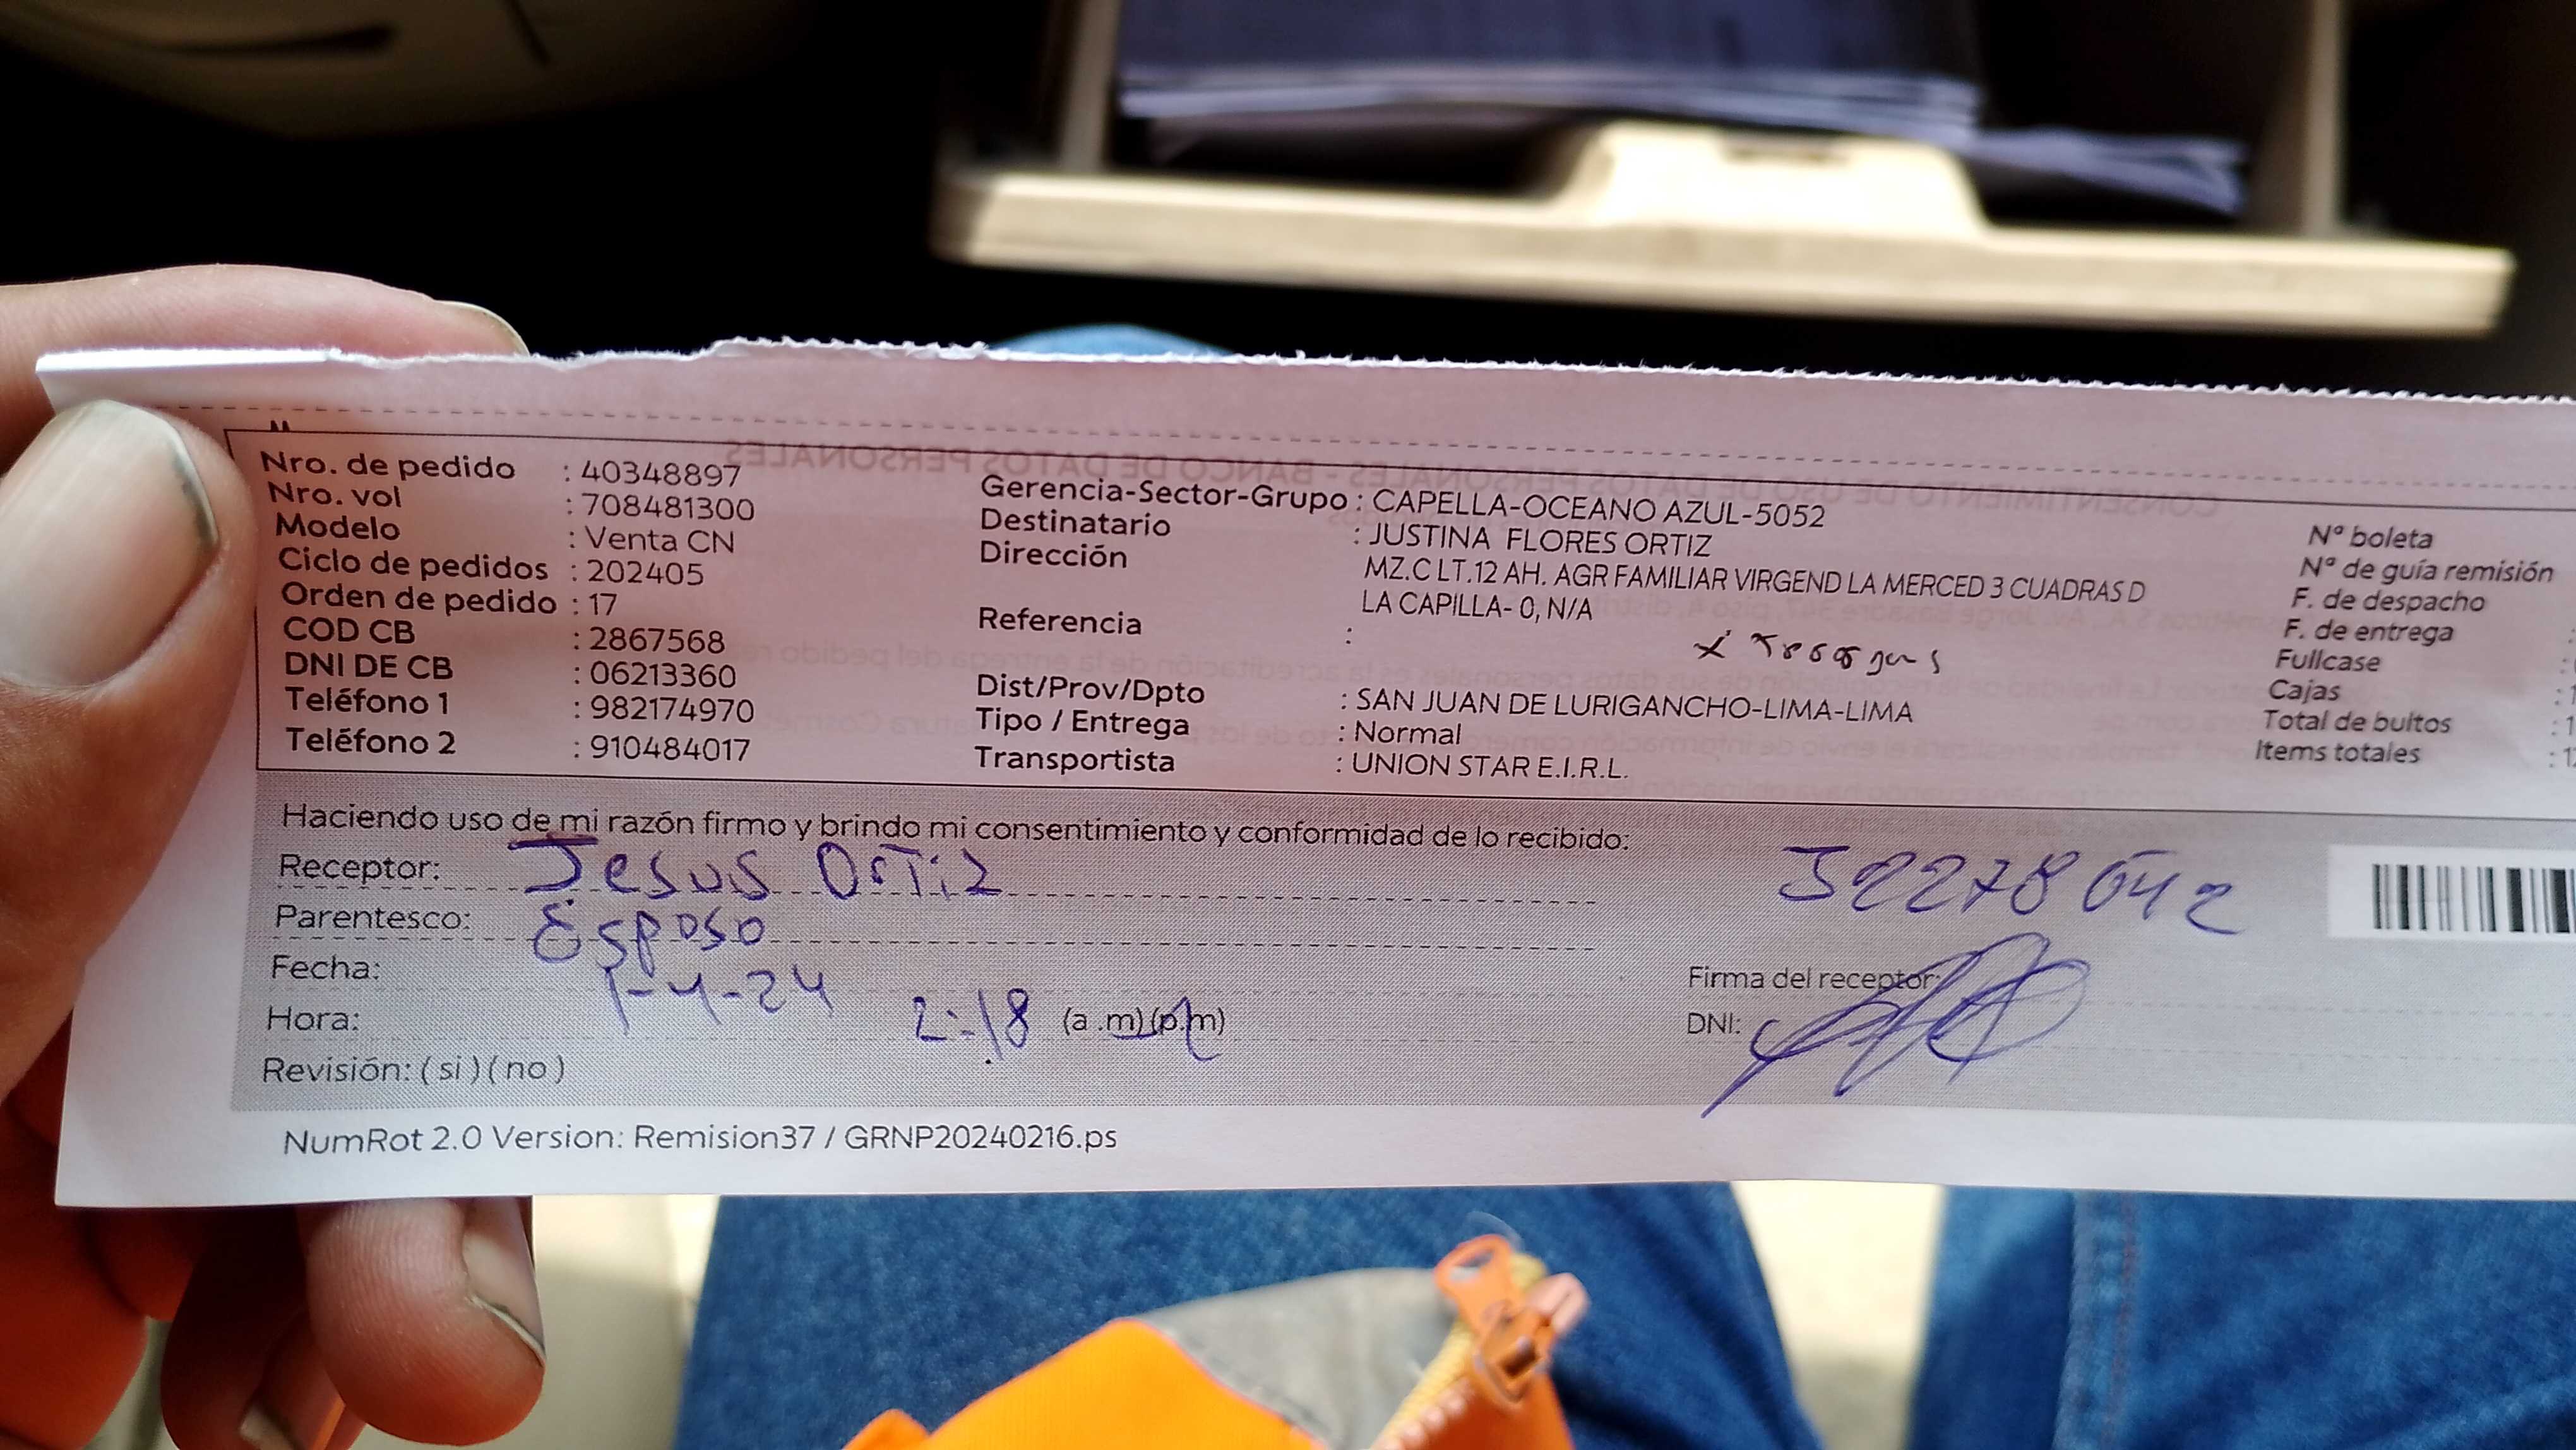 Nro. de pedido : 40348897
Nro. vol : 708481300
Modelo : Venta CN
Ciclo de pedidos : 202405
Orden de pedido : 17
COD CB : 2867568
DNI DE CB : 06213360
Teléfono 1 : 982174970
Teléfono 2 : 910484017
Gerencia-Sector-Grupo : CAPELLA-OCEANO AZUL-5052
Destinatario : JUSTINA FLORES ORTIZ
Dirección MZ.C LT.12 AH. AGR FAMILIAR VIRGEND LA MERCED 3 CUADRAS D
LA CAPILLA- 0, N/A
Referencia :
Dist/Prov/Dpto : SAN JUAN DE LURIGANCHO-LIMA-LIMA
Tipo / Entrega : Normal
Transportista : UNION STAR E.I.R.L.
Nº boleta
Nº de guía remisión
F. de despacho
F. de entrega
Fullcase
Cajas
Total de bultos
Items totales
Haciendo uso de mi razón firmo y brindo mi consentimiento y conformidad de lo recibido:
Receptor: Jesus Ortiz
Parentesco: Esposo
Fecha: 1-4-24
Hora: 2:18 (a .m) (p.m)
Revisión: ( si ) ( no )
Firma del receptor:
DNI:
NumRot 2.0 Version: Remision37 / GRNP20240216.ps